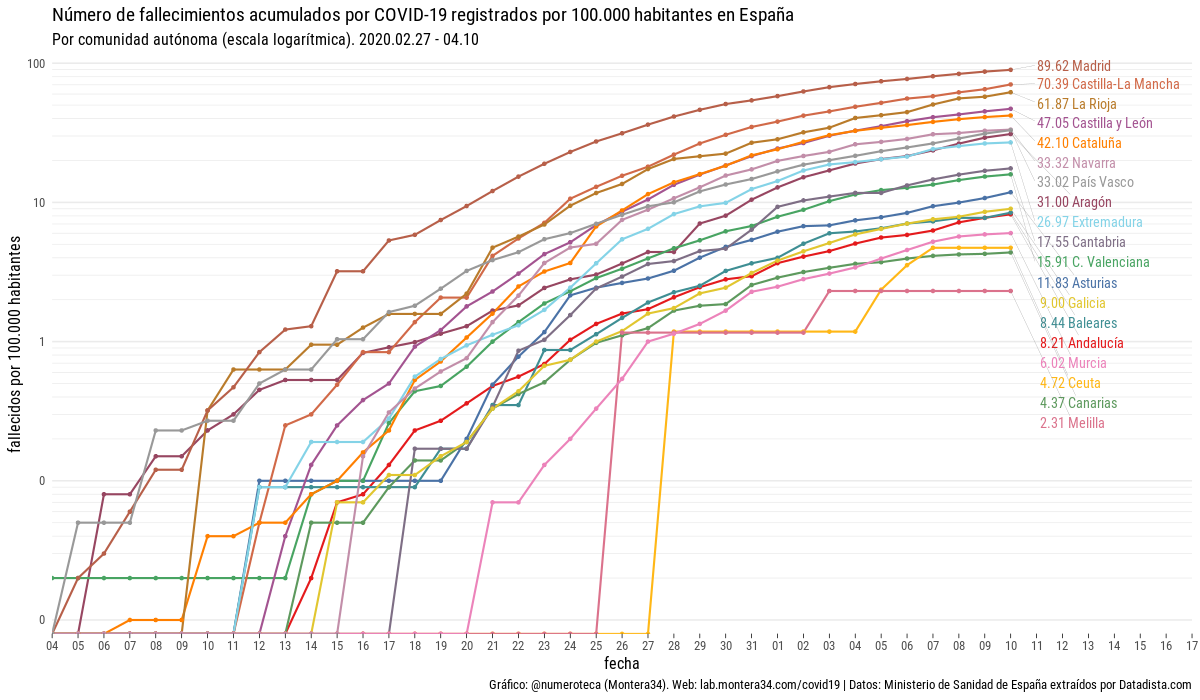 Número de fallecimientos acumulados por COVID-19 registrados por 100.000 habitantes en España
Por comunidad autónoma (escala logarítmica). 2020.02.27 - 04.10
fallecidos por 100.000 habitantes
100
10
1
0
0
89.62 Madrid
70.39 Castilla-La Mancha
61.87 La Rioja
47.05 Castilla y León
42.10 Cataluña
33.32 Navarra
33.02 País Vasco
31.00 Aragón
26.97 Extremadura
17.55 Cantabria
15.91 C. Valenciana
11.83 Asturias
9.00 Galicia
8.44 Baleares
8.21 Andalucía
6.02 Murcia
4.72 Ceuta
4.37 Canarias
2.31 Melilla
04 05 06 07 08 09 10 11 12 13 14 15 16 17 18 19 20 21 22 23 24 25 26 27 28 29 30 31 01 02 03 04 05 06 07 08 09 10 11 12 13 14 15 16 17
fecha
Gráfico: @numeroteca (Montera34). Web: lab.montera34.com/covid19 | Datos: Ministerio de Sanidad de España extraídos por Datadista.com